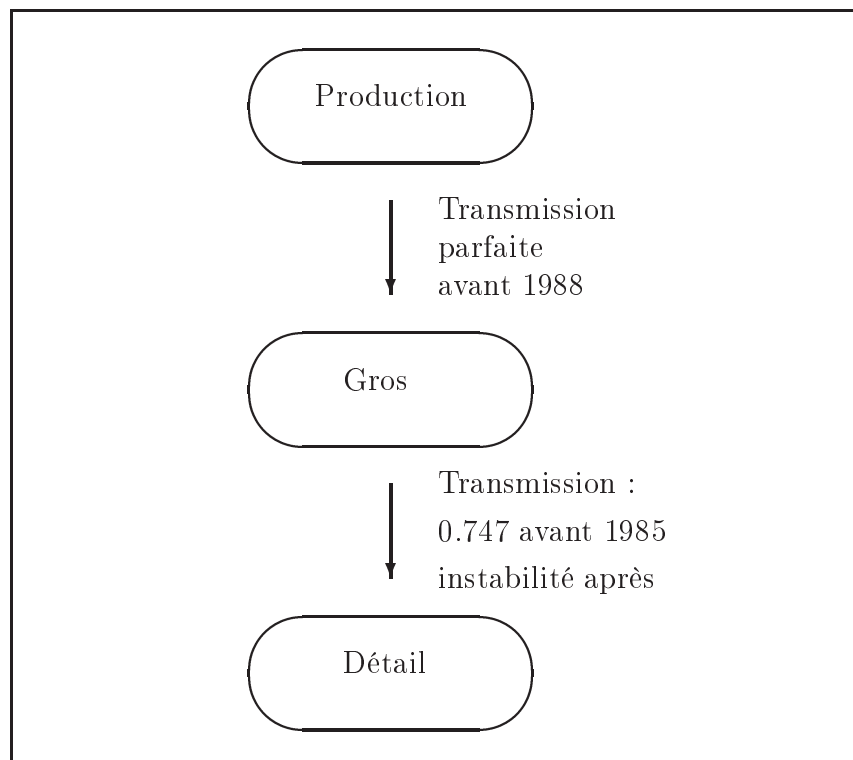 Production
Transmission
parfaite
avant 1988
Gros
Transmission :
0.747 avant 1985
instabilité après
Détail